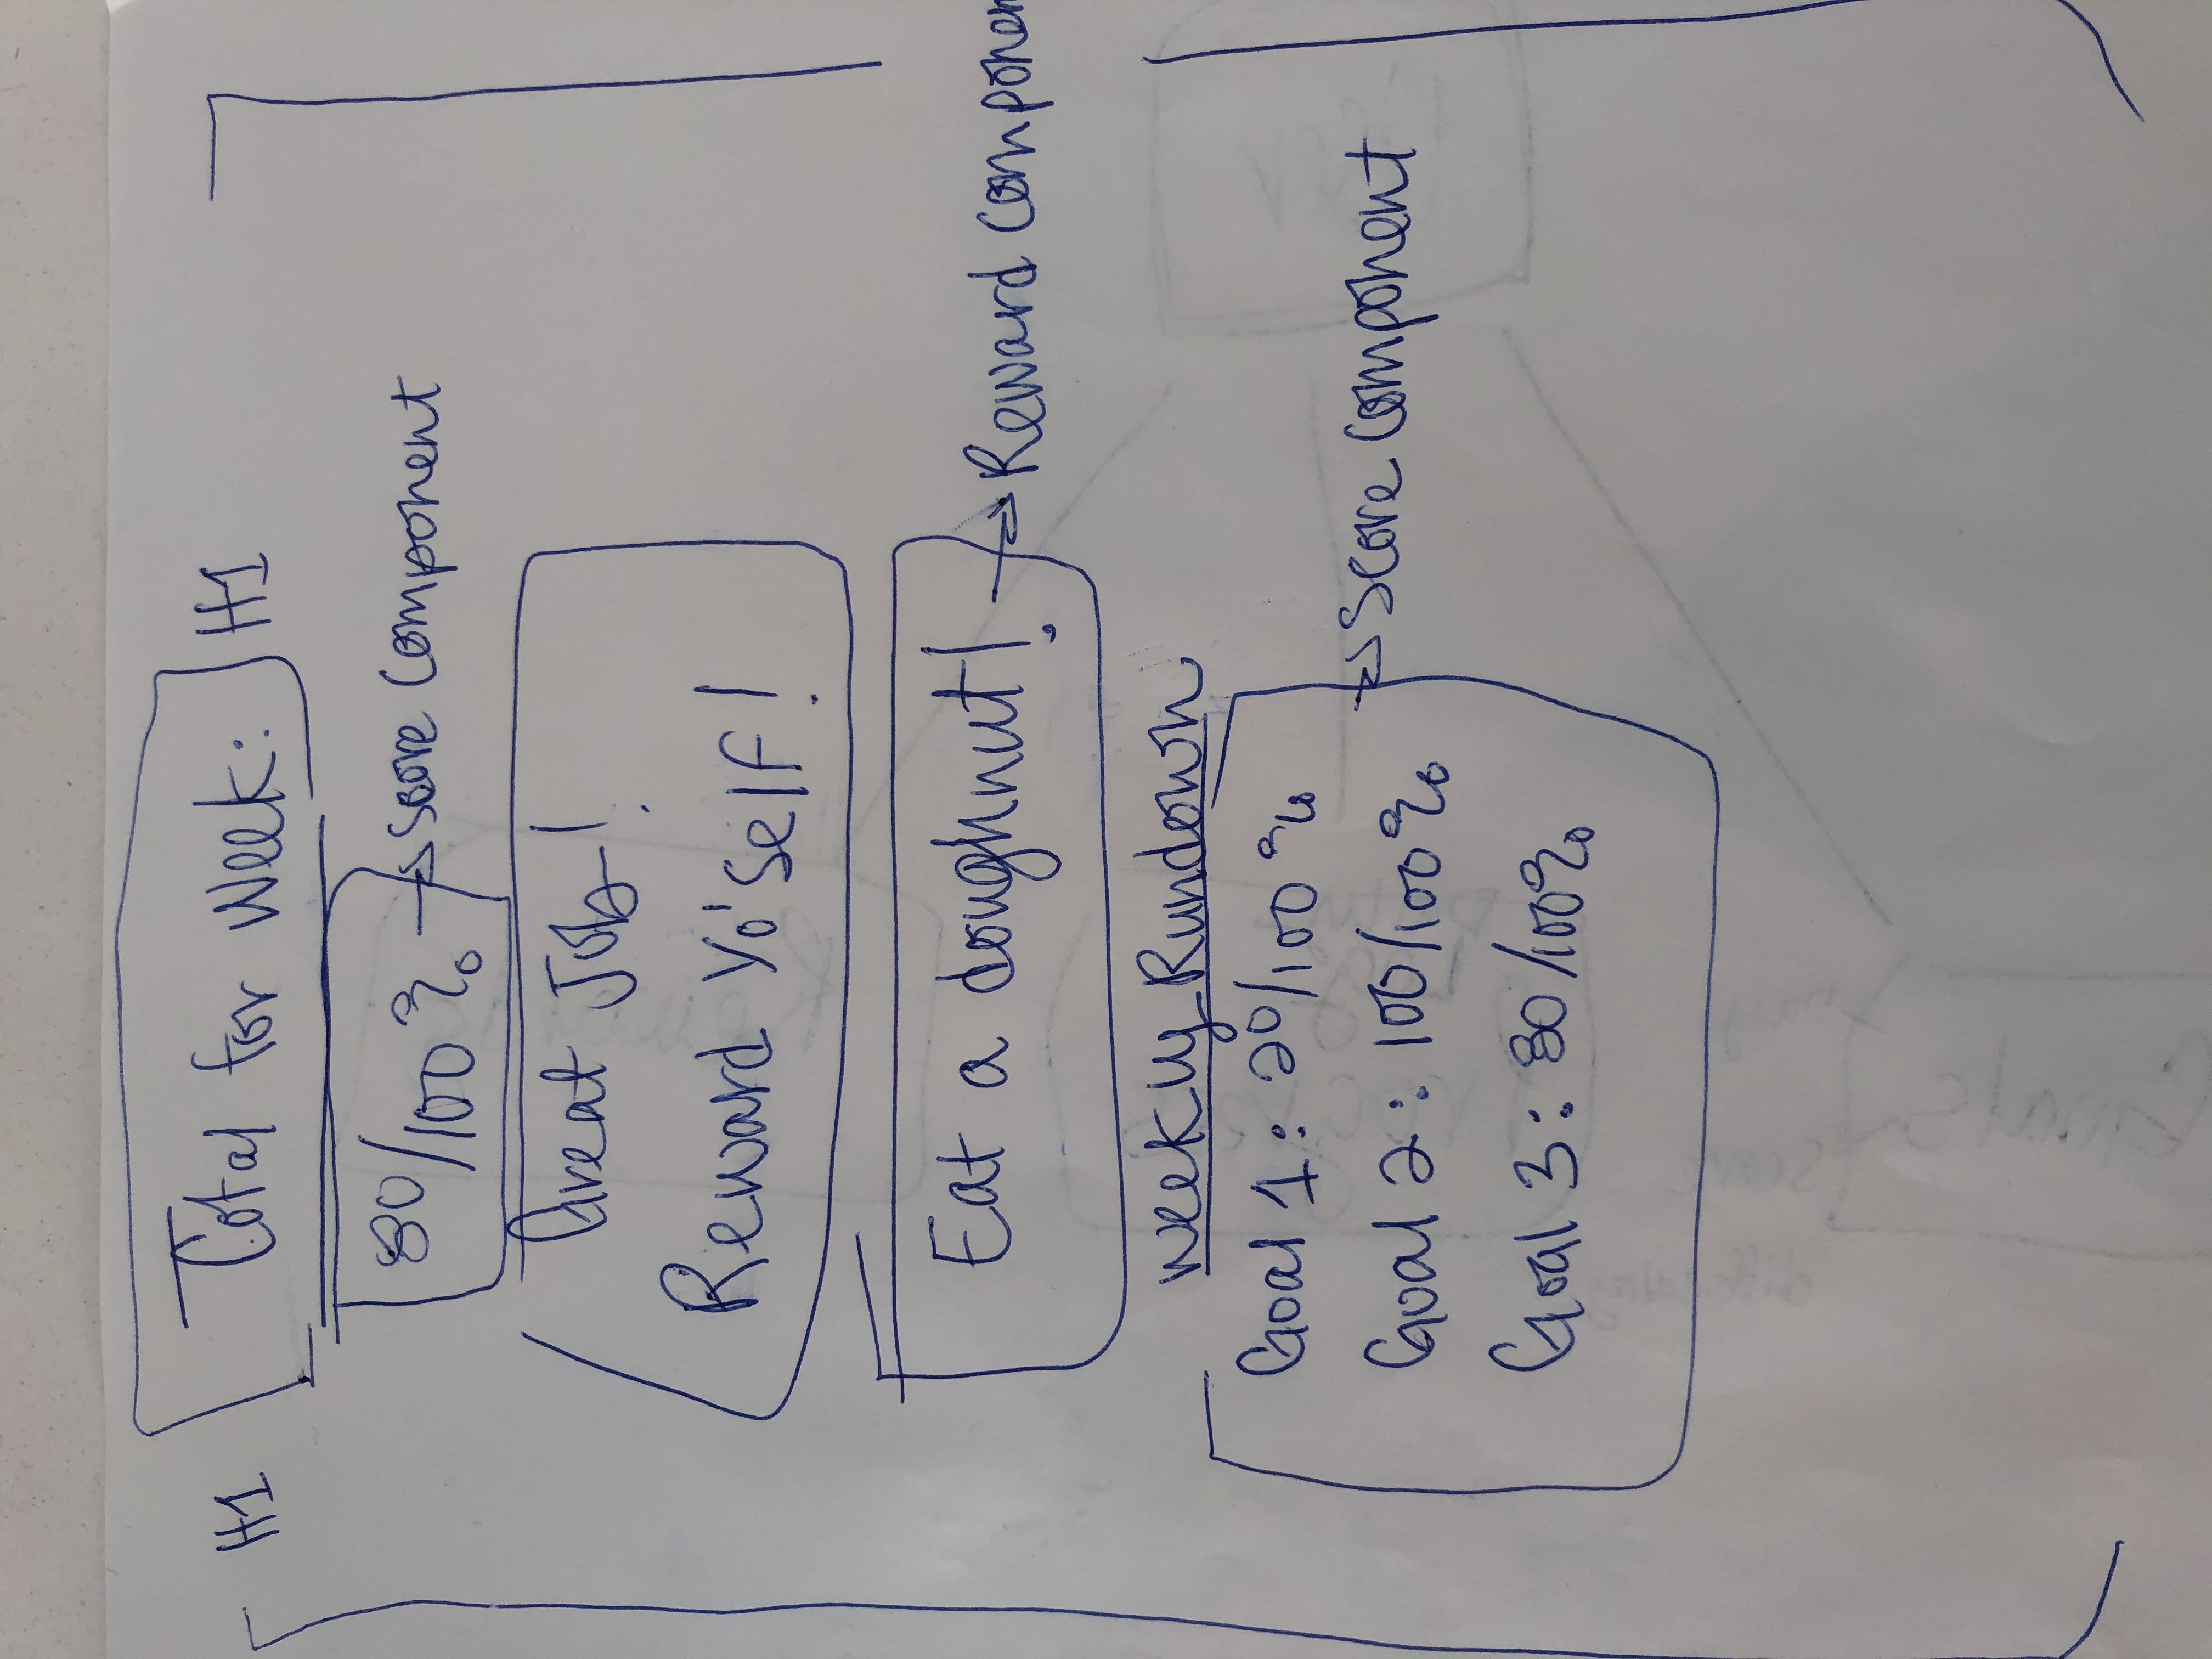 H1 Total for Week: H1
80/100% → Score Component
Great Job!
Reward Yo'Self!
Eat a doughnut! → Reward Componen
Weekly Rundown
Goal 1: 20/100%
Goal 2: 100/100%
Goal 3: 80/100%
→ Score Component